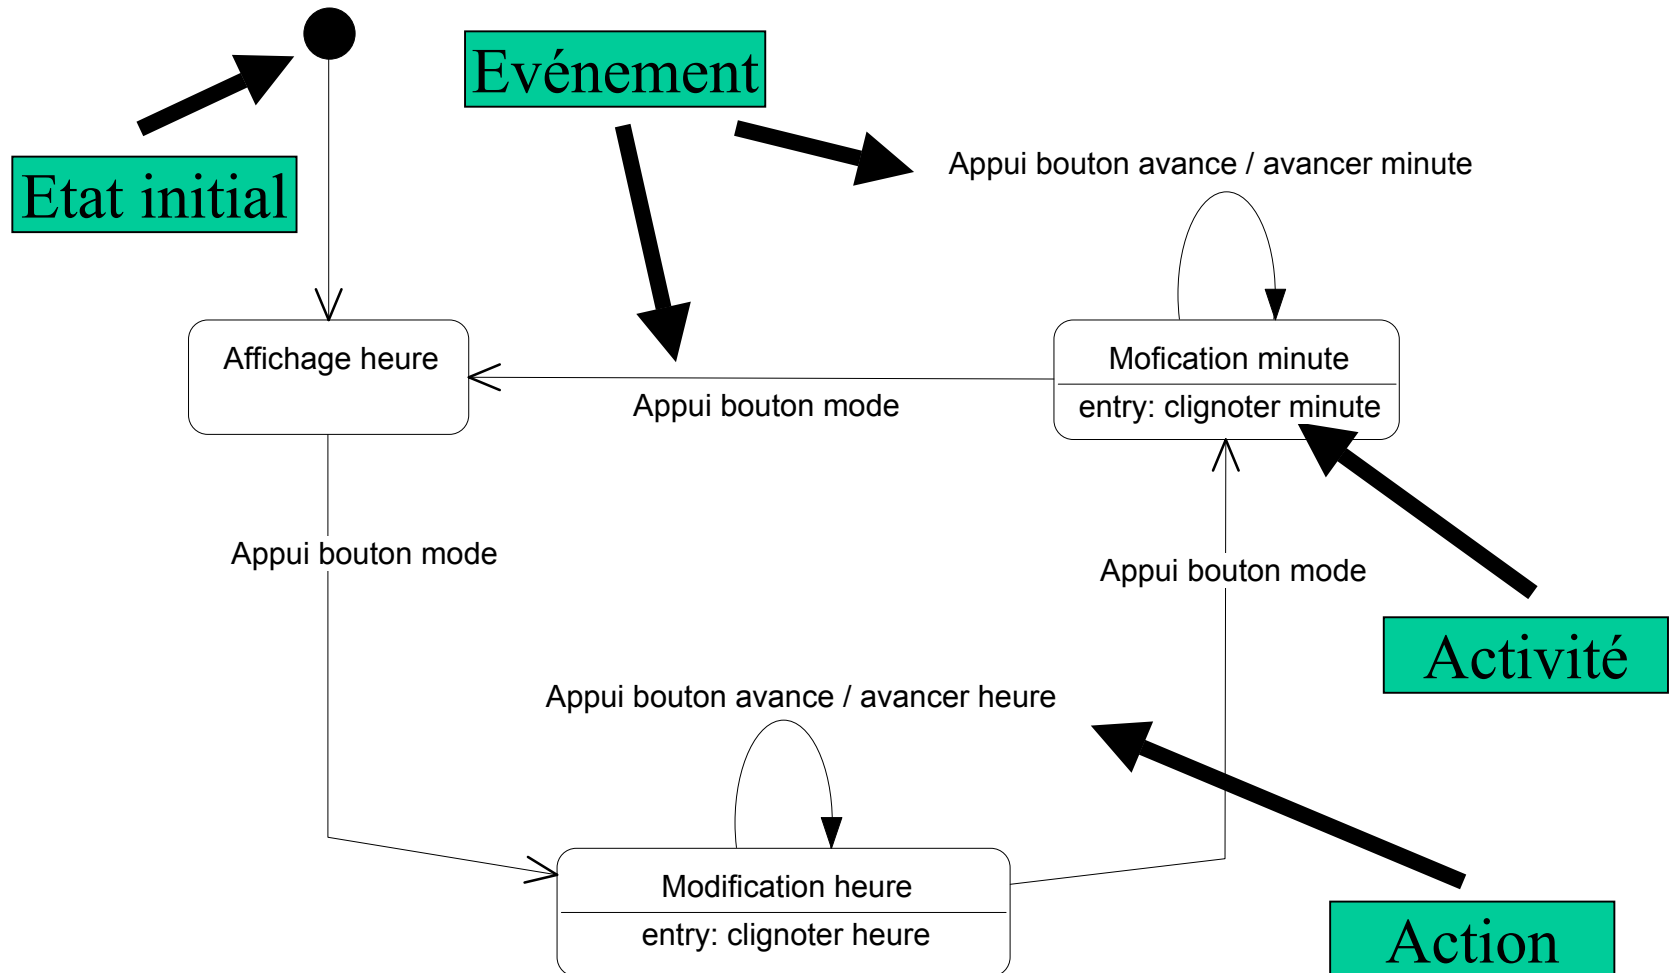 Evénement
Appui bouton avance / avancer minute
Etat initial
Affichage heure
Mofication minute
entry: clignoter minute
Appui bouton mode
Appui bouton mode
Appui bouton mode
Activité
Appui bouton avance / avancer heure
Modification heure
entry: clignoter heure
Action